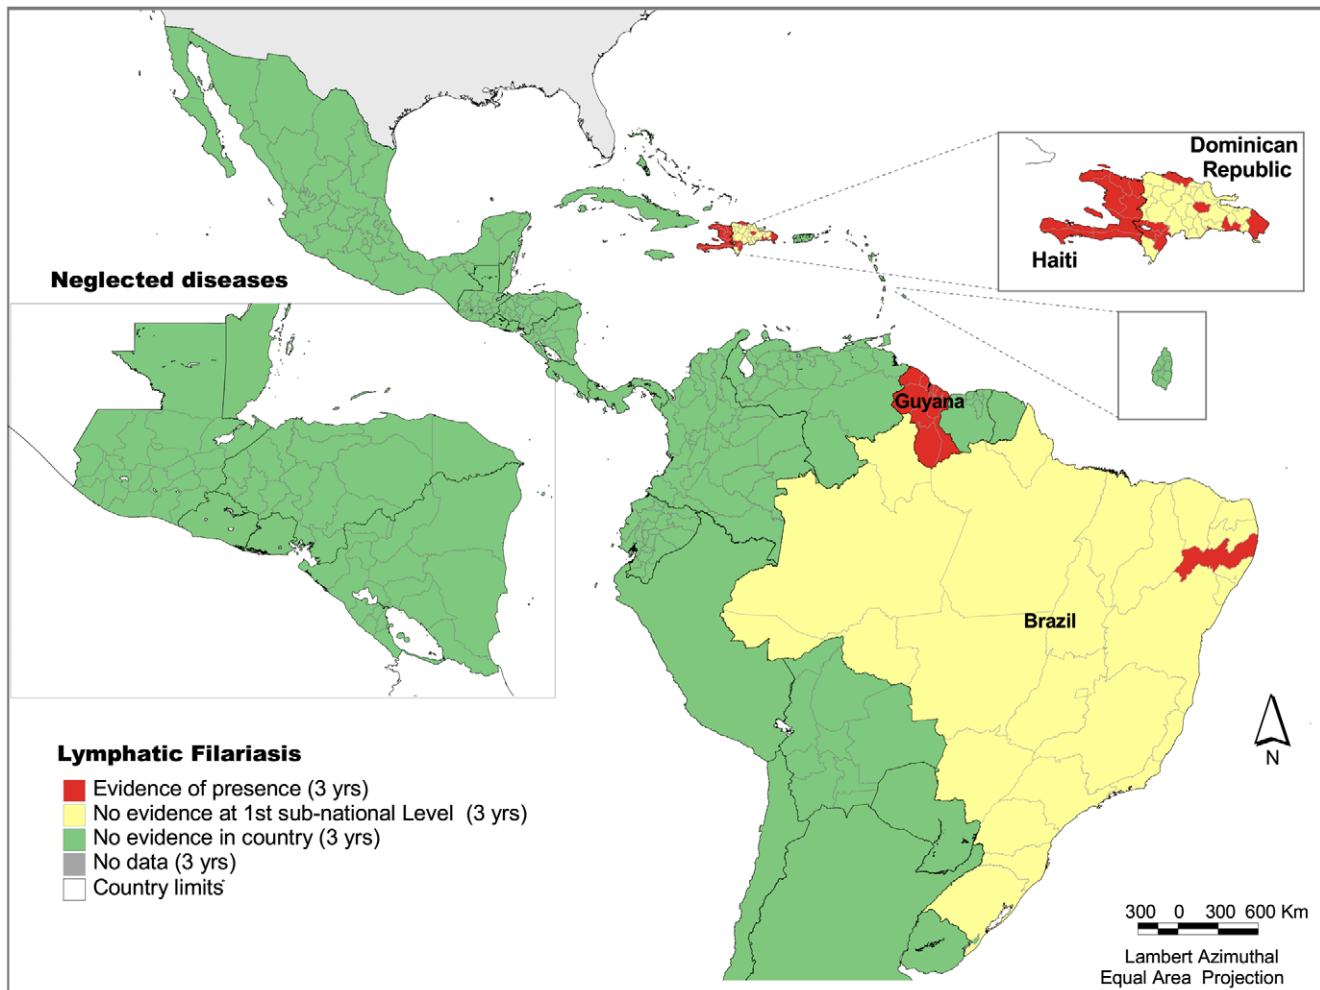 Dominican
Republic
Haiti
Neglected diseases
Guyana
Brazil
N
Lymphatic Filariasis
Evidence of presence (3 yrs)
No evidence at 1st sub-national Level (3 yrs)
No evidence in country (3 yrs)
No data (3 yrs)
Country limits
300 0 300 600 Km
Lambert Azimuthal
Equal Area Projection